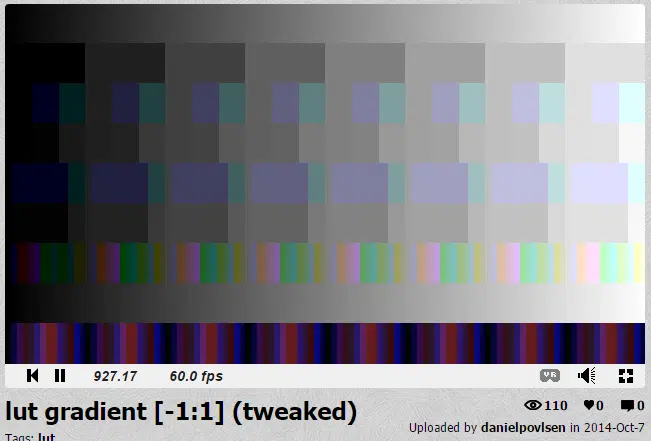 927.17 60.0 fps VR
lut gradient [-1:1] (tweaked) 110 0 0
Uploaded by danielpovlsen in 2014-Oct-7
Tags: lut